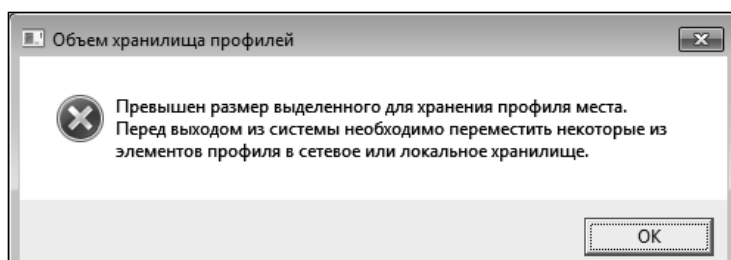 Объем хранилища профилей
Превышен размер выделенного для хранения профиля места.
Перед выходом из системы необходимо переместить некоторые из
элементов профиля в сетевое или локальное хранилище.
ОК